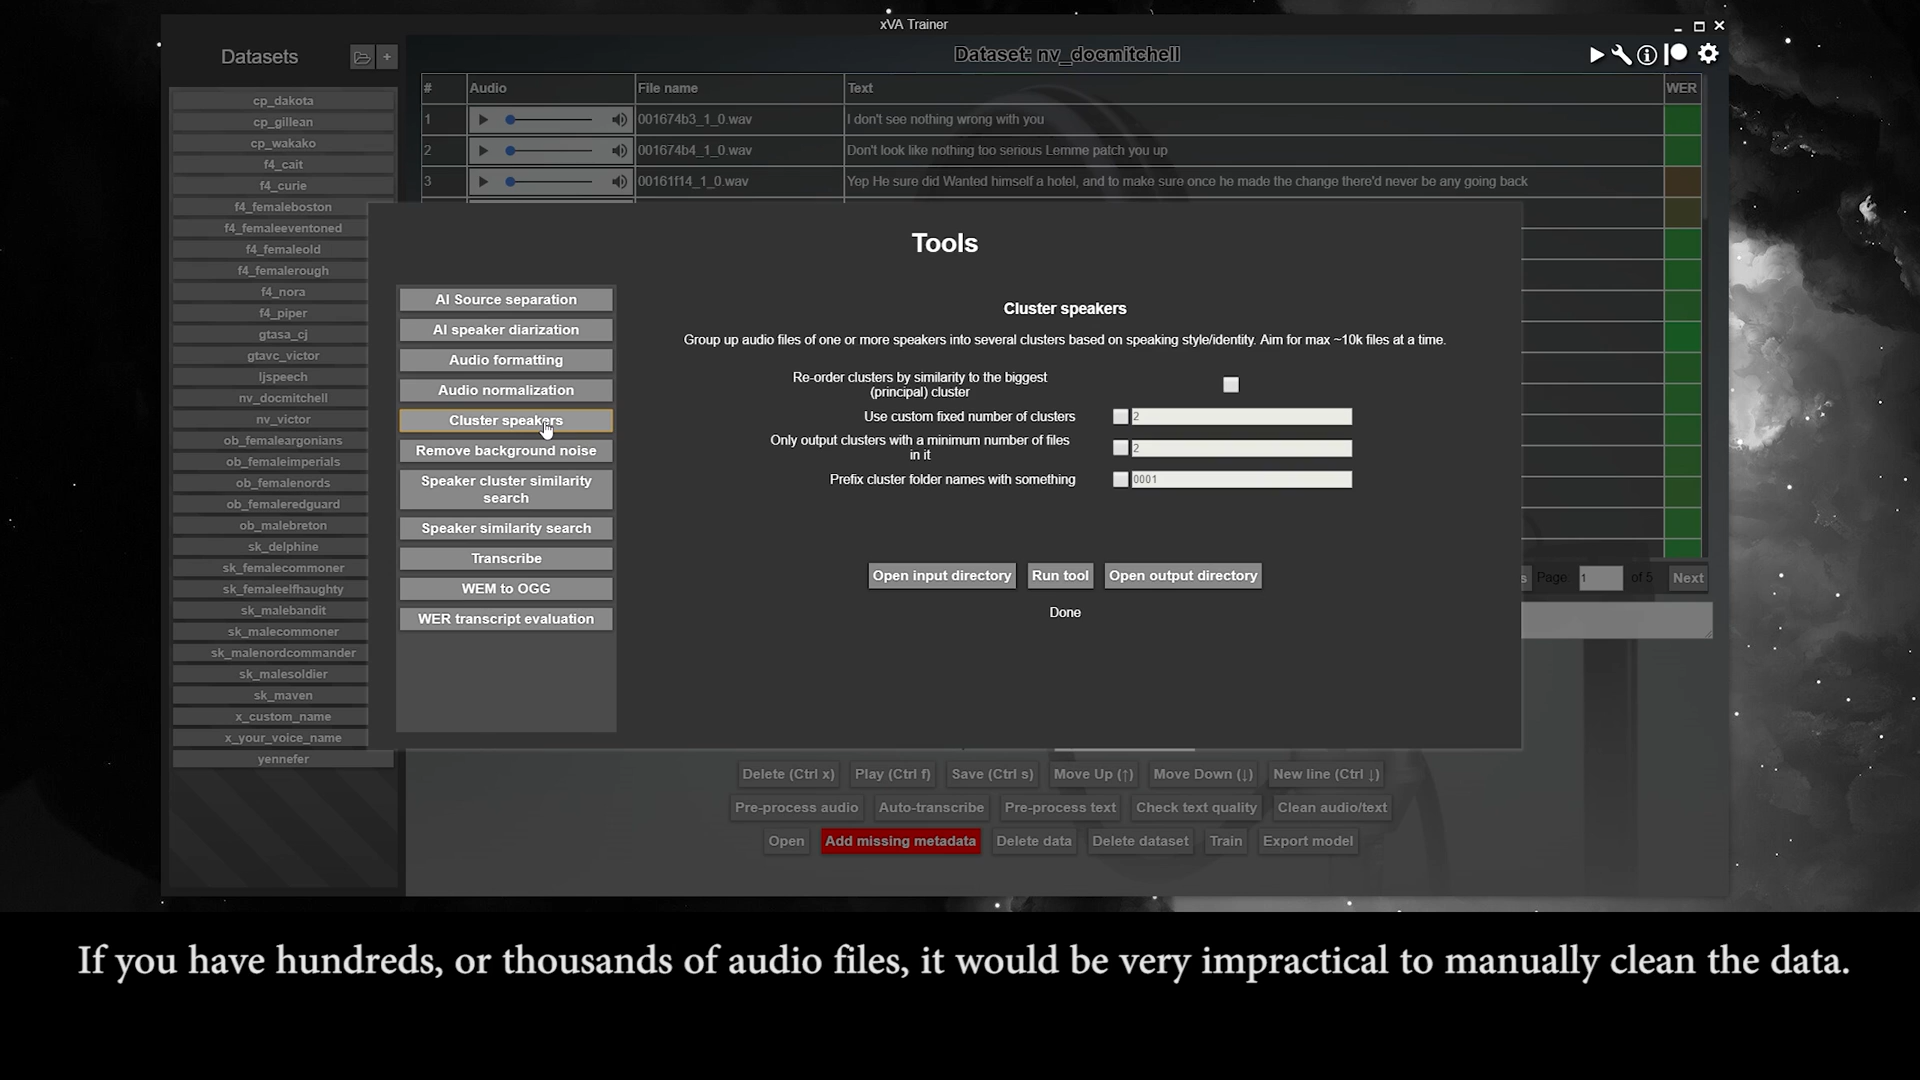 xVA Trainer
Datasets
+
cp_dakota
cp_gillean
cp_wakako
f4_cait
f4_curie
f4_femaleboston
f4_femaleeventoned
f4_femaleold
f4_femalerough
f4_nora
f4_piper
gtasa_cj
gtavc_victor
ljspeech
nv_docmitchell
nv_victor
ob_femaleargonians
ob_femaleimperials
ob_femalenords
ob_femaleredguard
ob_malebreton
sk_delphine
sk_femalecommoner
sk_femaleelfhaughty
sk_malebandit
sk_malecommoner
sk_malenordcommander
sk_malesoldier
sk_maven
x_custom_name
x_your_voice_name
yennefer
Dataset: nv_docmitchell
# Audio File name Text WER
1 001674b3_1_0.wav I don't see nothing wrong with you
2 001674b4_1_0.wav Don't look like nothing too serious Lemme patch you up
3 00161f14_1_0.wav Yep He sure did Wanted himself a hotel, and to make sure once he made the change there'd never be any going back
Tools
AI Source separation
AI speaker diarization
Audio formatting
Audio normalization
Cluster speakers
Remove background noise
Speaker cluster similarity
search
Speaker similarity search
Transcribe
WEM to OGG
WER transcript evaluation
Cluster speakers
Group up audio files of one or more speakers into several clusters based on speaking style/identity. Aim for max ~10k files at a time.
Re-order clusters by similarity to the biggest
(principal) cluster
Use custom fixed number of clusters 2
Only output clusters with a minimum number of files
in it 2
Prefix cluster folder names with something 0001
Open input directory Run tool Open output directory
Done
s Page: 1 of 5 Next
Delete (Ctrl x) Play (Ctrl f) Save (Ctrl s) Move Up (↑) Move Down (↓) New line (Ctrl ↓)
Pre-process audio Auto-transcribe Pre-process text Check text quality Clean audio/text
Open Add missing metadata Delete data Delete dataset Train Export model
If you have hundreds, or thousands of audio files, it would be very impractical to manually clean the data.